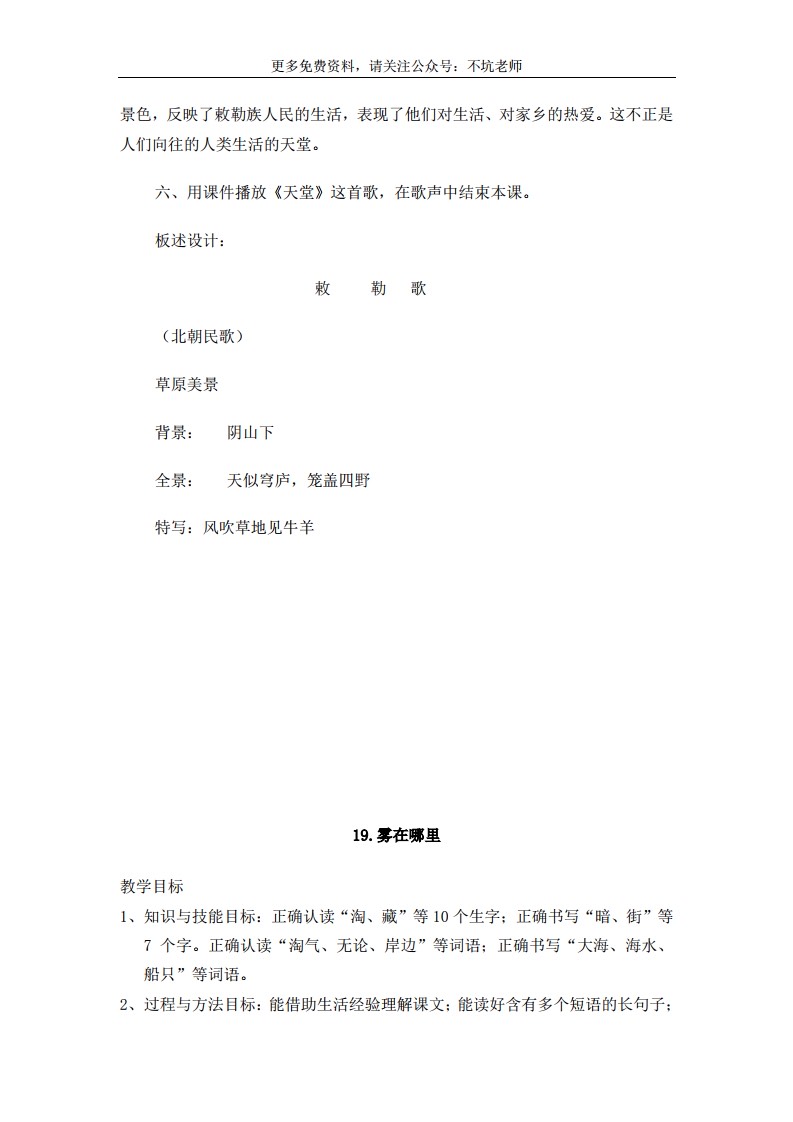 更多免费资料，请关注公众号：不坑老师
景色，反映了敕勒族人民的生活，表现了他们对生活、对家乡的热爱。这不正是
人们向往的人类生活的天堂。
六、用课件播放《天堂》这首歌，在歌声中结束本课。
板述设计：
敕 勒 歌
（北朝民歌）
草原美景
背景： 阴山下
全景： 天似穹庐，笼盖四野
特写：风吹草地见牛羊
19.雾在哪里
教学目标
1、知识与技能目标：正确认读“淘、藏”等 10 个生字；正确书写“暗、街”等
7 个字。正确认读“淘气、无论、岸边”等词语；正确书写“大海、海水、
船只”等词语。
2、过程与方法目标：能借助生活经验理解课文；能读好含有多个短语的长句子；